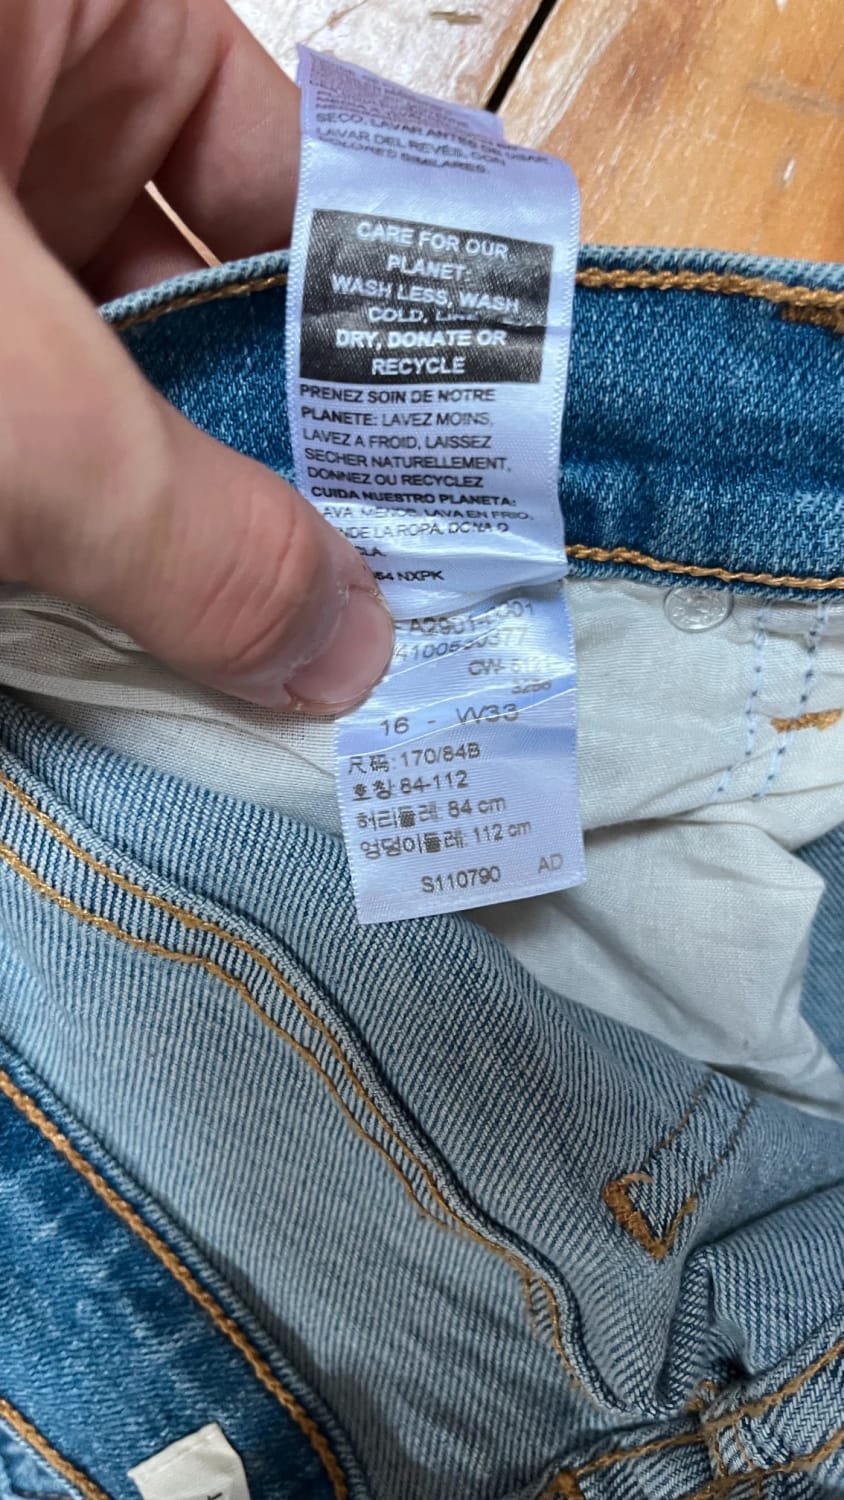 SECO, LAVAR ANTES DE USAR.
LAVAR DEL REVÉS, CON
COLORES SIMILARES.
CARE FOR OUR
PLANET:
WASH LESS, WASH
COLD,
DRY, DONATE OR
RECYCLE
PRENEZ SOIN DE NOTRE
PLANETE: LAVEZ MOINS,
LAVEZ A FROID, LAISSEZ
SECHER NATURELLEMENT,
DONNEZ OU RECYCLEZ
CUIDA NUESTRO PLANETA:
LAVA MENOS, LAVA EN FRIO,
DE LA ROPA, DONA O
NXPK
16 - W33
尺码: 170/84B
호칭 84-112
허리둘레: 84 cm
엉덩이둘레: 112 cm
S110790 AD